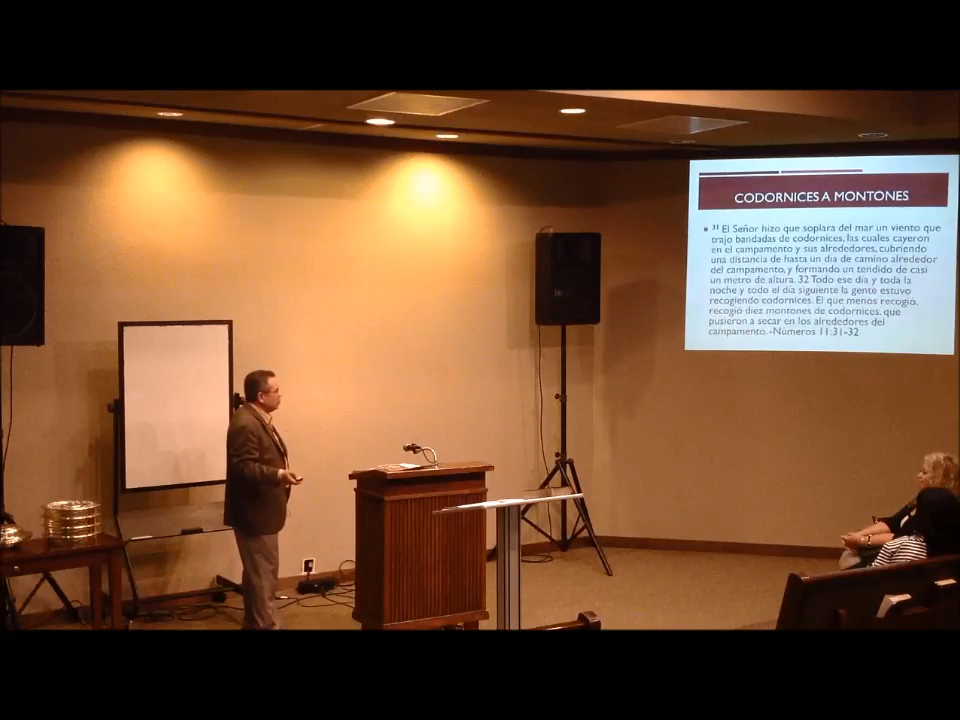 CODORNICES A MONTONES
31 El Señor hizo que soplara del mar un viento que
trajo bandadas de codornices, las cuales cayeron
en el campamento y sus alrededores, cubriendo
una distancia de hasta un día de camino alrededor
del campamento, y formando un tendido de casi
un metro de altura. 32 Todo ese día y toda la
noche y todo el día siguiente la gente estuvo
recogiendo codornices. El que menos recogió,
recogió diez montones de codornices, que
pusieron a secar en los alrededores del
campamento. -Números 11:31-32